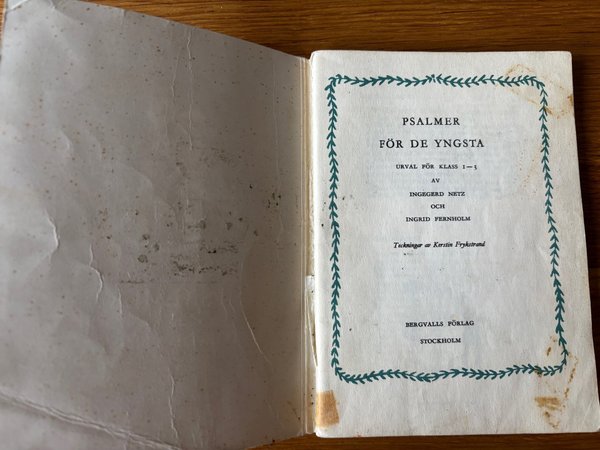 PSALMER
FÖR DE YNGSTA
URVAL FÖR KLASS 1—3
AV
INGEGERD NETZ
OCH
INGRID FERNHOLM
Teckningar av Kerstin Frykstrand
BERGVALLS FÖRLAG
STOCKHOLM